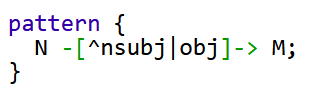 pattern {
  N -[^nsubj|obj]-> M;
}